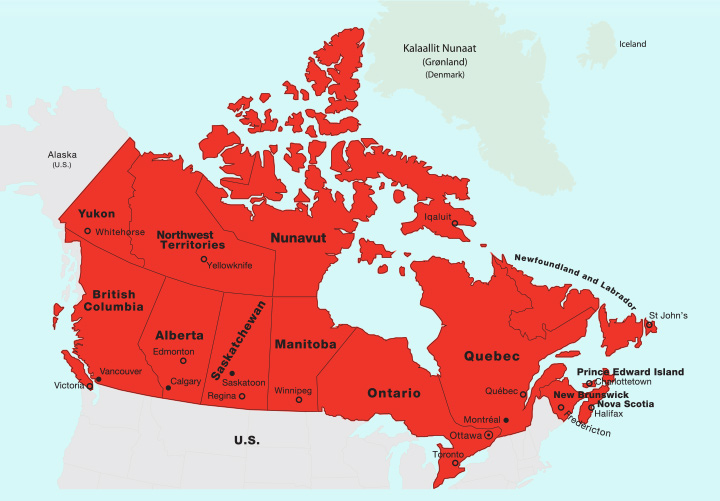 Kalaallit Nunaat
(Grønland)
(Denmark)
Iceland
Alaska
(U.S.)
Yukon
Whitehorse
Northwest
Territories
Yellowknife
Nunavut
Iqaluit
Newfoundland and Labrador
St John's
British
Columbia
Alberta
Edmonton
Saskatchewan
Manitoba
Quebec
Ontario
Vancouver
Victoria
Calgary
Saskatoon
Regina
Winnipeg
Québec
Montréal
Ottawa
Toronto
Prince Edward Island
Charlottetown
New Brunswick
Nova Scotia
Halifax
Fredericton
U.S.